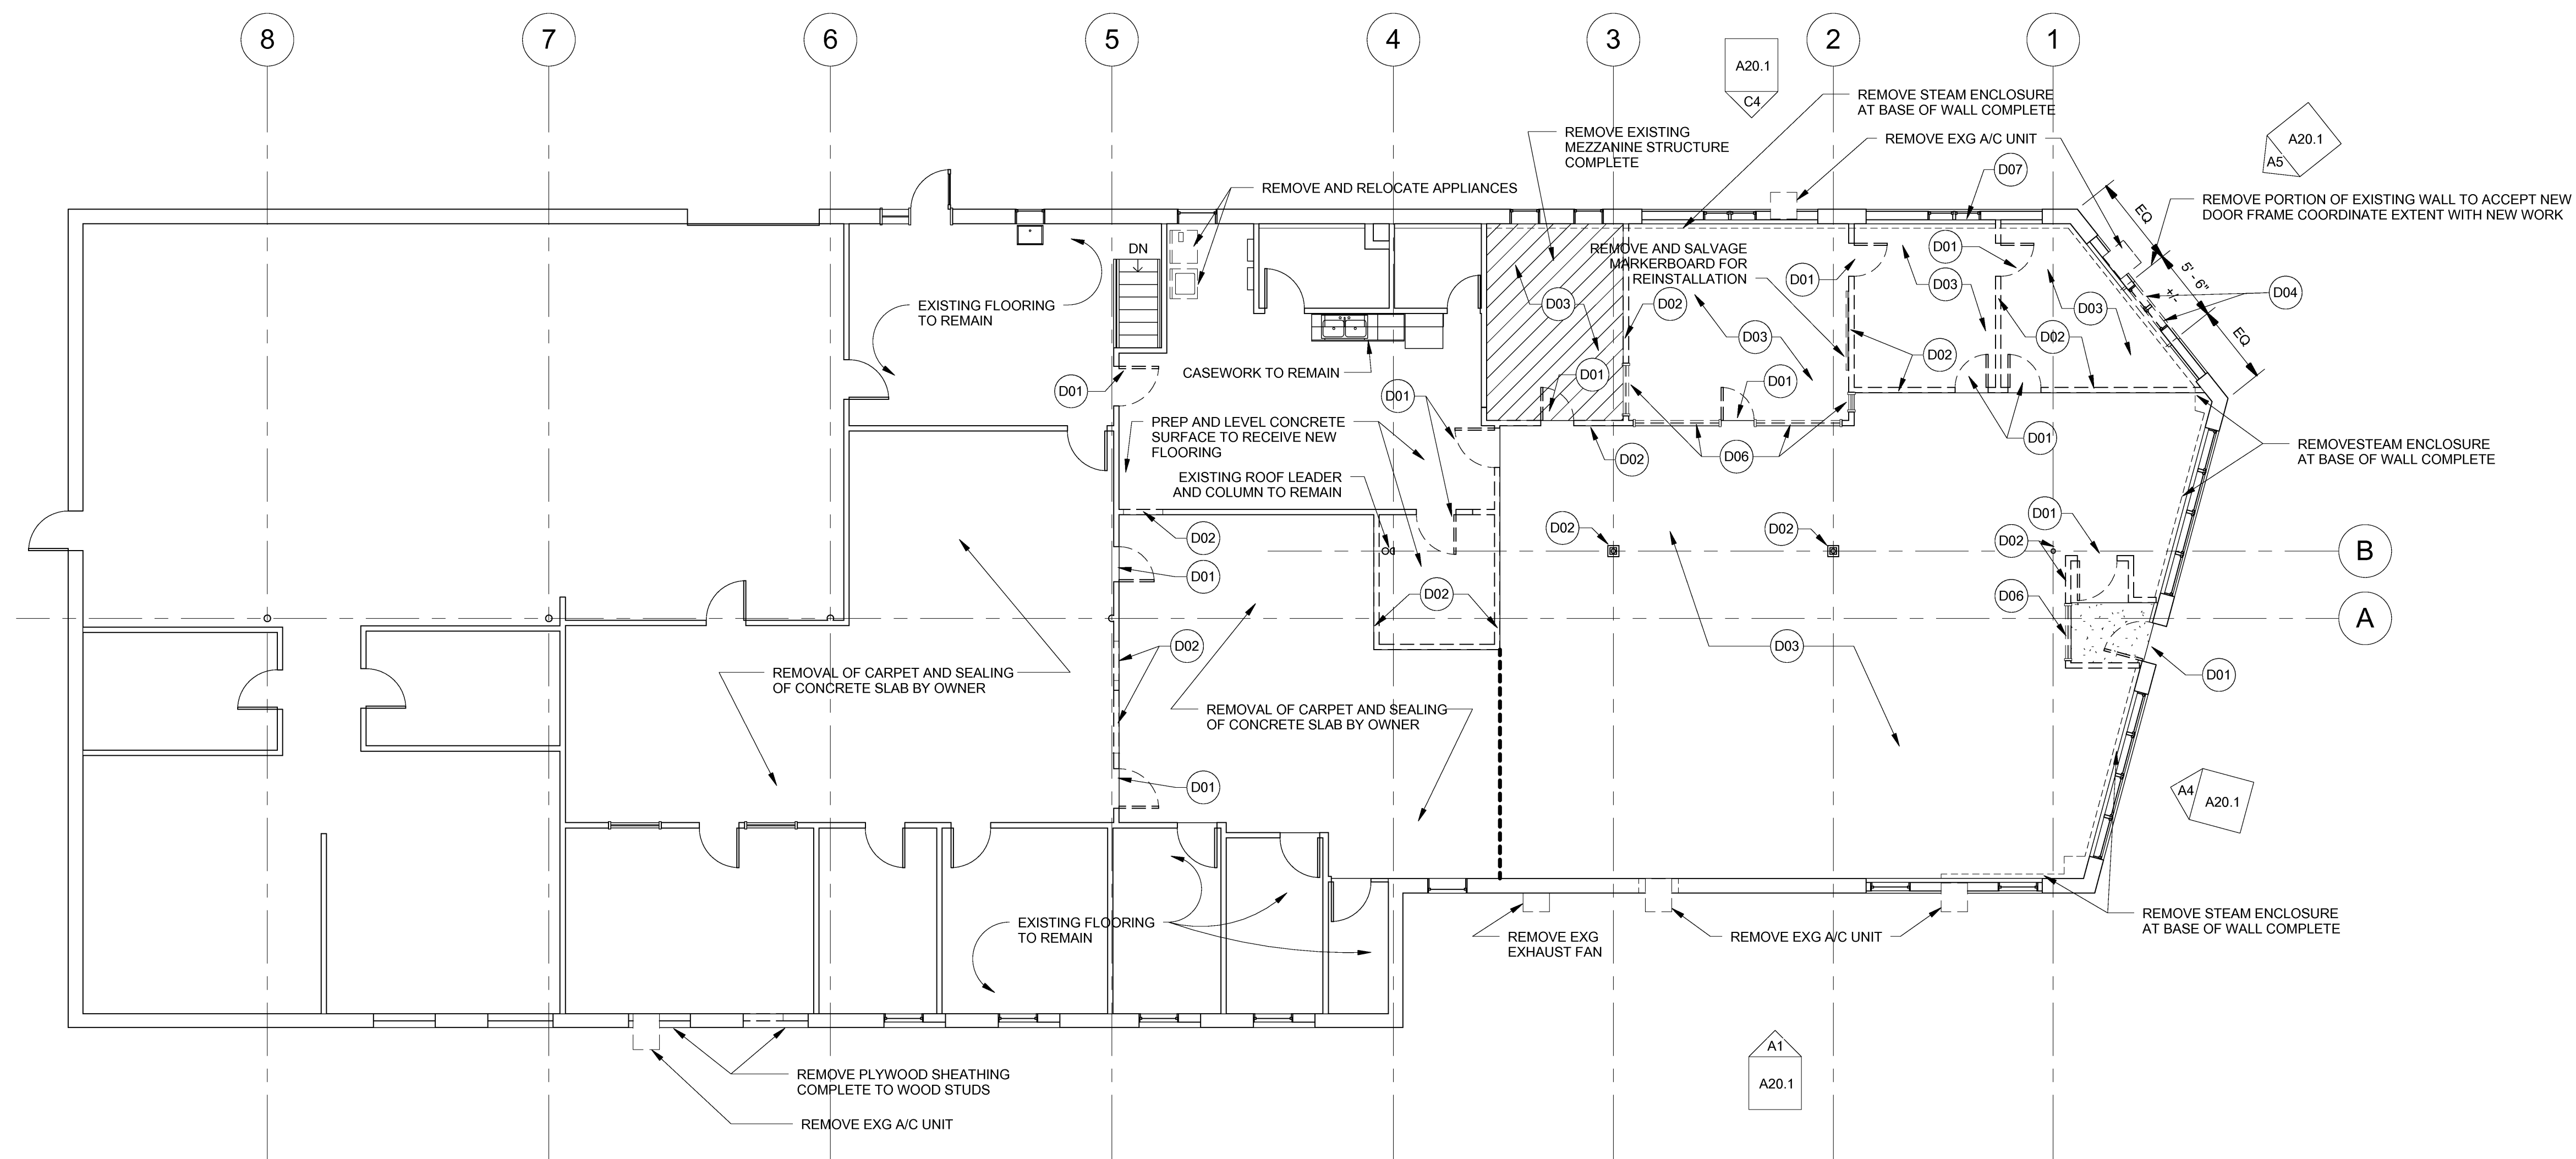 8
7
6
5
4
3
2
1
A20.1
C4
REMOVE STEAM ENCLOSURE
AT BASE OF WALL COMPLETE
REMOVE EXISTING
MEZZANINE STRUCTURE
COMPLETE
REMOVE EXG A/C UNIT
A20.1
A5
D07
REMOVE AND RELOCATE APPLIANCES
REMOVE PORTION OF EXISTING WALL TO ACCEPT NEW
DOOR FRAME COORDINATE EXTENT WITH NEW WORK
EQ
5' - 6"
+/-
EQ
DN
REMOVE AND SALVAGE
MARKERBOARD FOR
REINSTALLATION
D01
D01
D03
D03
D04
D03
D02
D03
D02
D02
EXISTING FLOORING
TO REMAIN
CASEWORK TO REMAIN
D01
D01
D01
D01
PREP AND LEVEL CONCRETE
SURFACE TO RECEIVE NEW
FLOORING
D02
D06
D01
REMOVESTEAM ENCLOSURE
AT BASE OF WALL COMPLETE
EXISTING ROOF LEADER
AND COLUMN TO REMAIN
D02
D02
D02
D01
D02
B
D01
D02
D06
A
D02
D03
REMOVAL OF CARPET AND SEALING
OF CONCRETE SLAB BY OWNER
D01
REMOVAL OF CARPET AND SEALING
OF CONCRETE SLAB BY OWNER
D01
A4
A20.1
EXISTING FLOORING
TO REMAIN
REMOVE EXG
EXHAUST FAN
REMOVE EXG A/C UNIT
REMOVE STEAM ENCLOSURE
AT BASE OF WALL COMPLETE
A1
A20.1
REMOVE PLYWOOD SHEATHING
COMPLETE TO WOOD STUDS
REMOVE EXG A/C UNIT